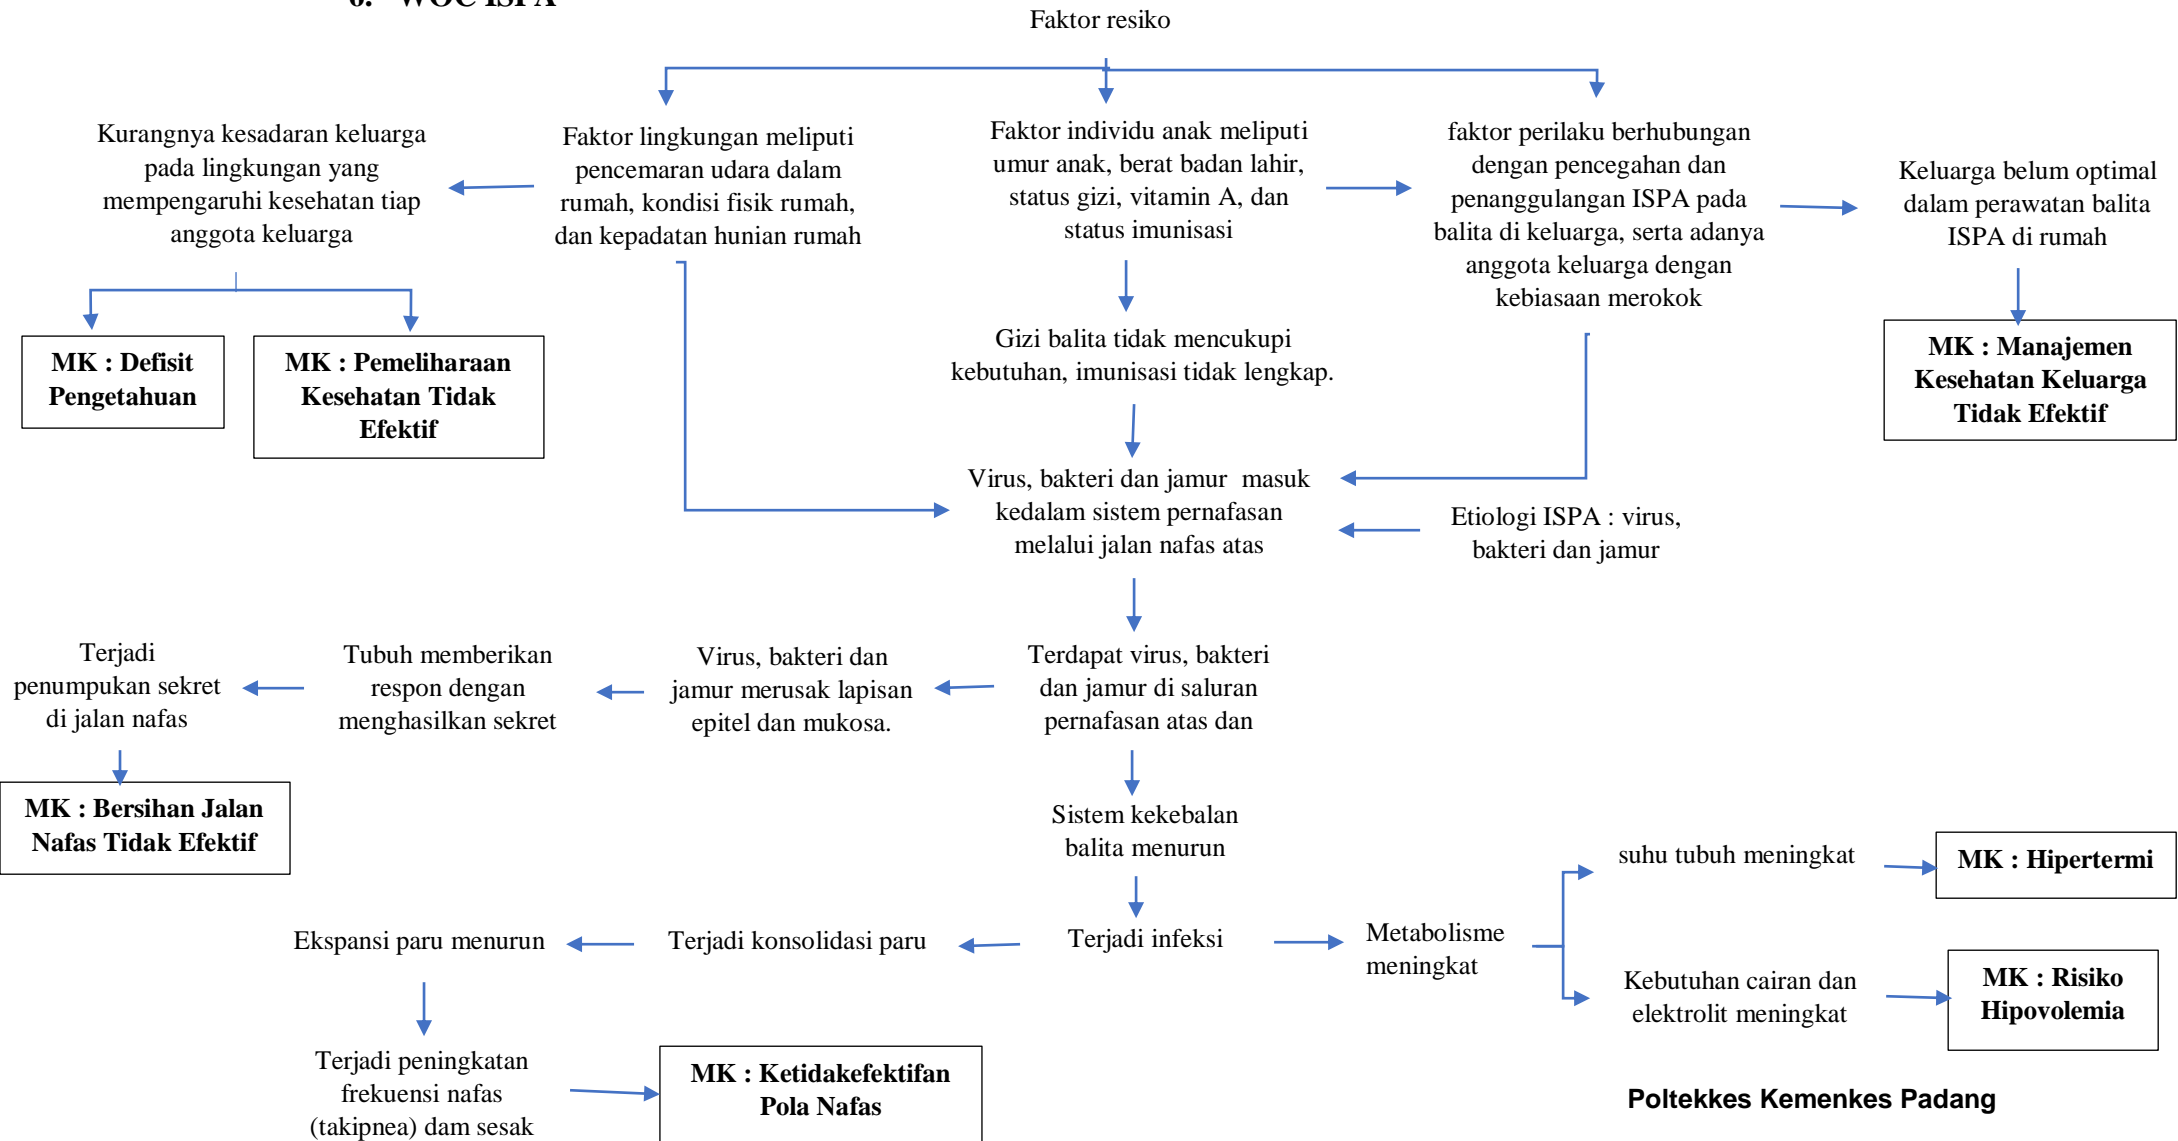 6. WOC ISPA
Faktor resiko
Kurangnya kesadaran keluarga
pada lingkungan yang
mempengaruhi kesehatan tiap
anggota keluarga
Faktor lingkungan meliputi
pencemaran udara dalam
rumah, kondisi fisik rumah,
dan kepadatan hunian rumah
Faktor individu anak meliputi
umur anak, berat badan lahir,
status gizi, vitamin A, dan
status imunisasi
faktor perilaku berhubungan
dengan pencegahan dan
penanggulangan ISPA pada
balita di keluarga, serta adanya
anggota keluarga dengan
kebiasaan merokok
Keluarga belum optimal
dalam perawatan balita
ISPA di rumah
MK : Defisit
Pengetahuan
MK : Pemeliharaan
Kesehatan Tidak
Efektif
Gizi balita tidak mencukupi
kebutuhan, imunisasi tidak lengkap.
MK : Manajemen
Kesehatan Keluarga
Tidak Efektif
Virus, bakteri dan jamur masuk
kedalam sistem pernafasan
melalui jalan nafas atas
Etiologi ISPA : virus,
bakteri dan jamur
Terjadi
penumpukan sekret
di jalan nafas
Tubuh memberikan
respon dengan
menghasilkan sekret
Virus, bakteri dan
jamur merusak lapisan
epitel dan mukosa.
Terdapat virus, bakteri
dan jamur di saluran
pernafasan atas dan
MK : Bersihan Jalan
Nafas Tidak Efektif
Sistem kekebalan
balita menurun
suhu tubuh meningkat
MK : Hipertermi
Ekspansi paru menurun
Terjadi konsolidasi paru
Terjadi infeksi
Metabolisme
meningkat
Kebutuhan cairan dan
elektrolit meningkat
MK : Risiko
Hipovolemia
Terjadi peningkatan
frekuensi nafas
(takipnea) dam sesak
MK : Ketidakefektifan
Pola Nafas
Poltekkes Kemenkes Padang